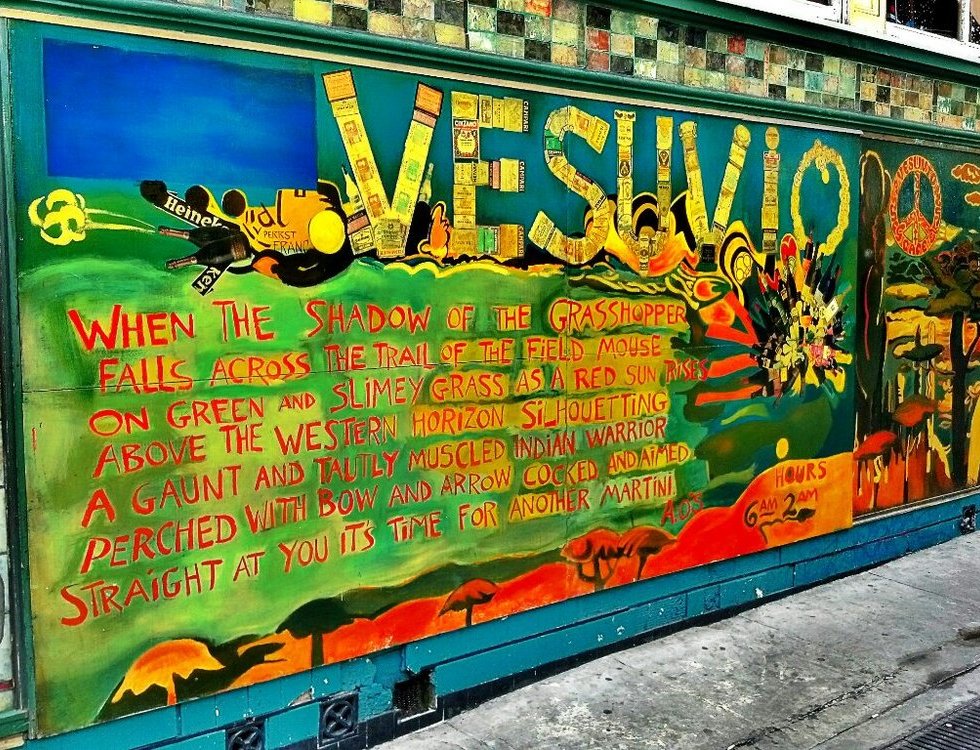 VESUViO
Heineken
WHEN THE SHADOW OF THE GRASSHOPPER
FALLS ACROSS THE TRAIL OF THE FIELD MOUSE
ON GREEN AND SLIMEY GRASS AS A RED SUN RISES
ABOVE THE WESTERN HORIZON SILHOUETTING
A GAUNT AND TAUTLY MUSCLED INDIAN WARRIOR
PERCHED WITH BOW AND ARROW COCKED AND AIMED
STRAIGHT AT YOU IT'S TIME FOR ANOTHER MARTINI
HOURS
6AM 2AM